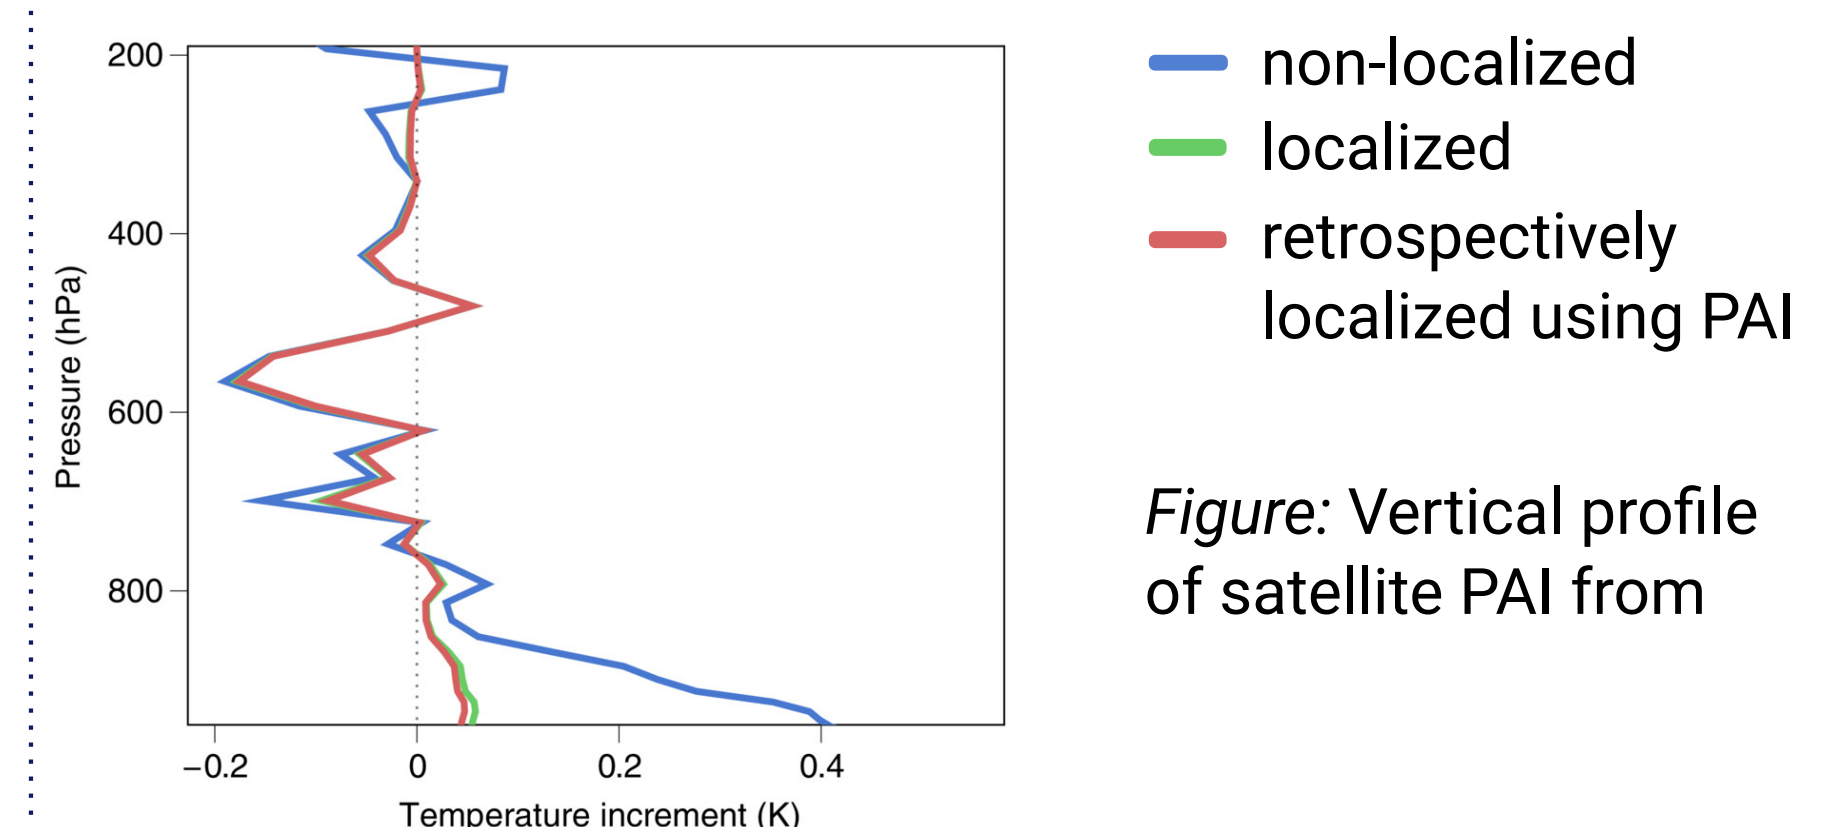 200
400
600
800
Pressure (hPa)
−0.2 0 0.2 0.4
Temperature increment (K)
non-localized
localized
retrospectively
localized using PAI
Figure: Vertical profile
of satellite PAI from